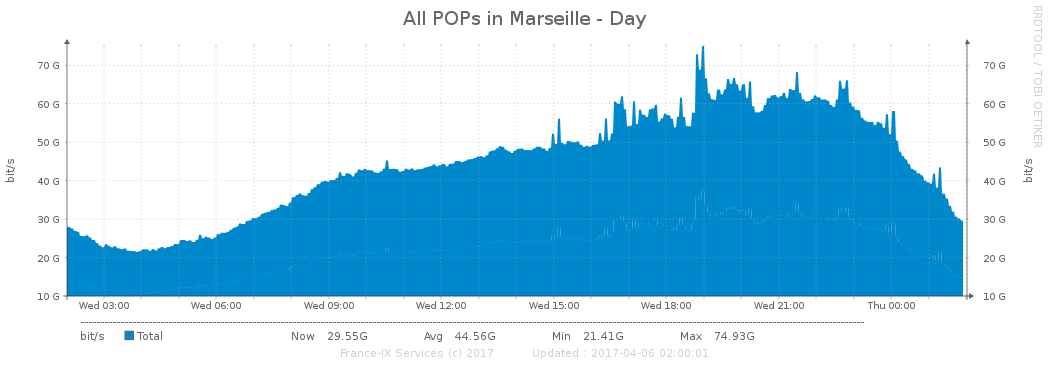 All POPs in Marseille - Day
RRDTOOL / TOBI OETIKER
bit/s
70 G
60 G
50 G
40 G
30 G
20 G
10 G
70 G
60 G
50 G
40 G
30 G
20 G
10 G
bit/s
Wed 03:00 Wed 06:00 Wed 09:00 Wed 12:00 Wed 15:00 Wed 18:00 Wed 21:00 Thu 00:00
bit/s Total Now 29.55G Avg 44.56G Min 21.41G Max 74.93G
France-IX Services (c) 2017 Updated : 2017-04-06 02:00:01